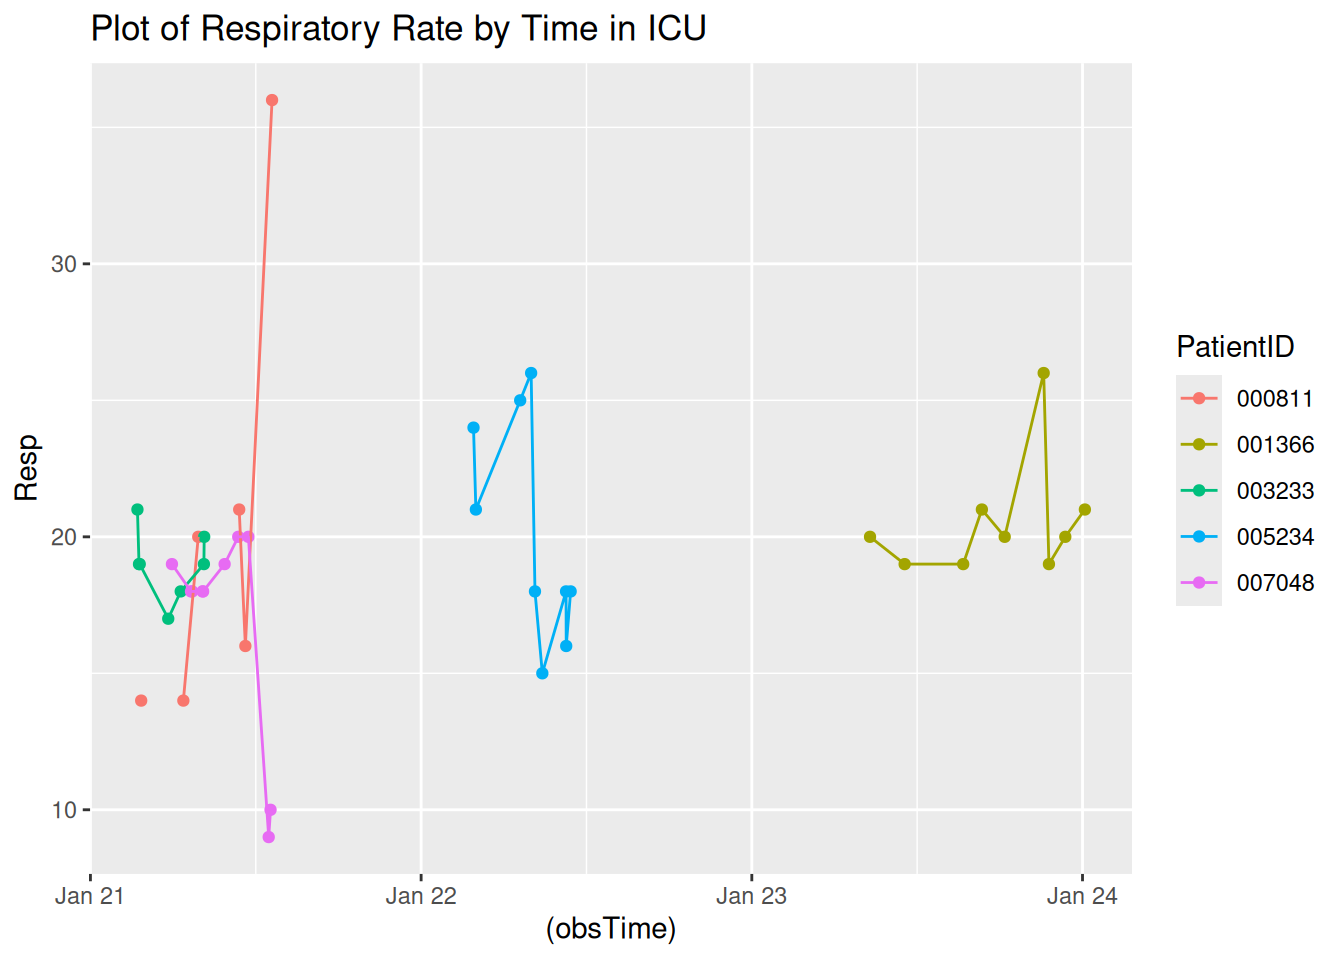 Plot of Respiratory Rate by Time in ICU
Resp
30
20
10
Jan 21
Jan 22
Jan 23
Jan 24
(obsTime)
PatientID
000811
001366
003233
005234
007048